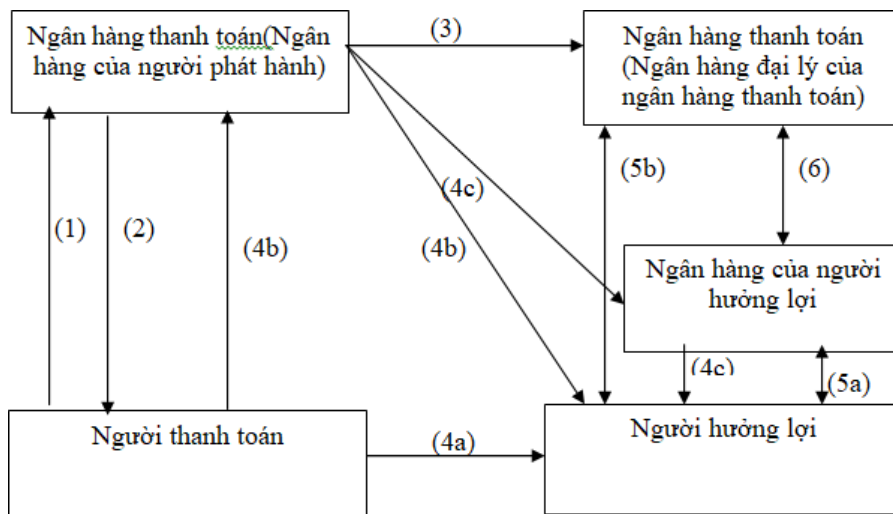 Ngân hàng thanh toán(Ngân
hàng của người phát hành)
(3)
Ngân hàng thanh toán
(Ngân hàng đại lý của
ngân hàng thanh toán)
(1)
(2)
(4b)
(4c)
(4b)
(5b)
(6)
Ngân hàng của người
hưởng lợi
(4c)
(5a)
Người thanh toán
(4a)
Người hưởng lợi